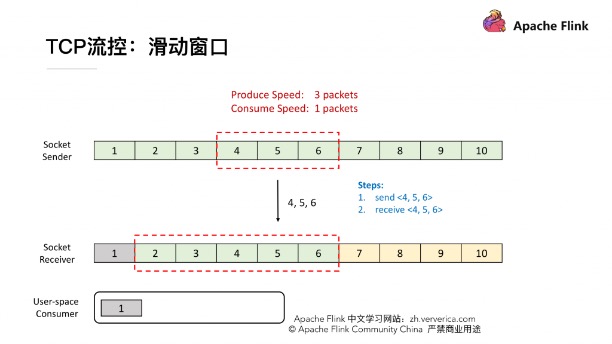 Apache Flink
TCP流控：滑动窗口
Produce Speed: 3 packets
Consume Speed: 1 packets
Socket Sender
1 2 3 4 5 6 7 8 9 10
4, 5, 6
Steps:
1. send <4, 5, 6>
2. receive <4, 5, 6>
Socket Receiver
1 2 3 4 5 6 7 8 9 10
User-space Consumer
1
Apache Flink 中文学习网站：zh.ververica.com
© Apache Flink Community China 严禁商业用途